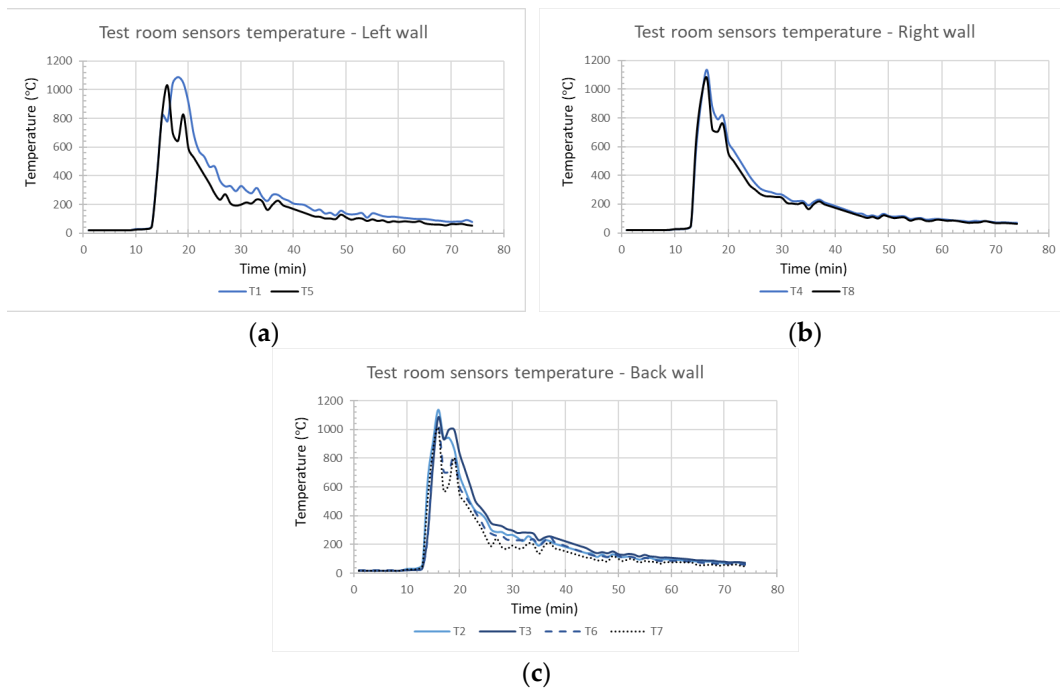 Test room sensors temperature - Left wall
Temperature (°C)
1200
1000
800
600
400
200
0
0 10 20 30 40 50 60 70 80
Time (min)
T1 T5
(a)
Test room sensors temperature - Right wall
Temperature (°C)
1200
1000
800
600
400
200
0
0 10 20 30 40 50 60 70 80
Time (min)
T4 T8
(b)
Test room sensors temperature - Back wall
Temperature (°C)
1200
1000
800
600
400
200
0
0 10 20 30 40 50 60 70 80
Time (min)
T2 T3 T6 T7
(c)